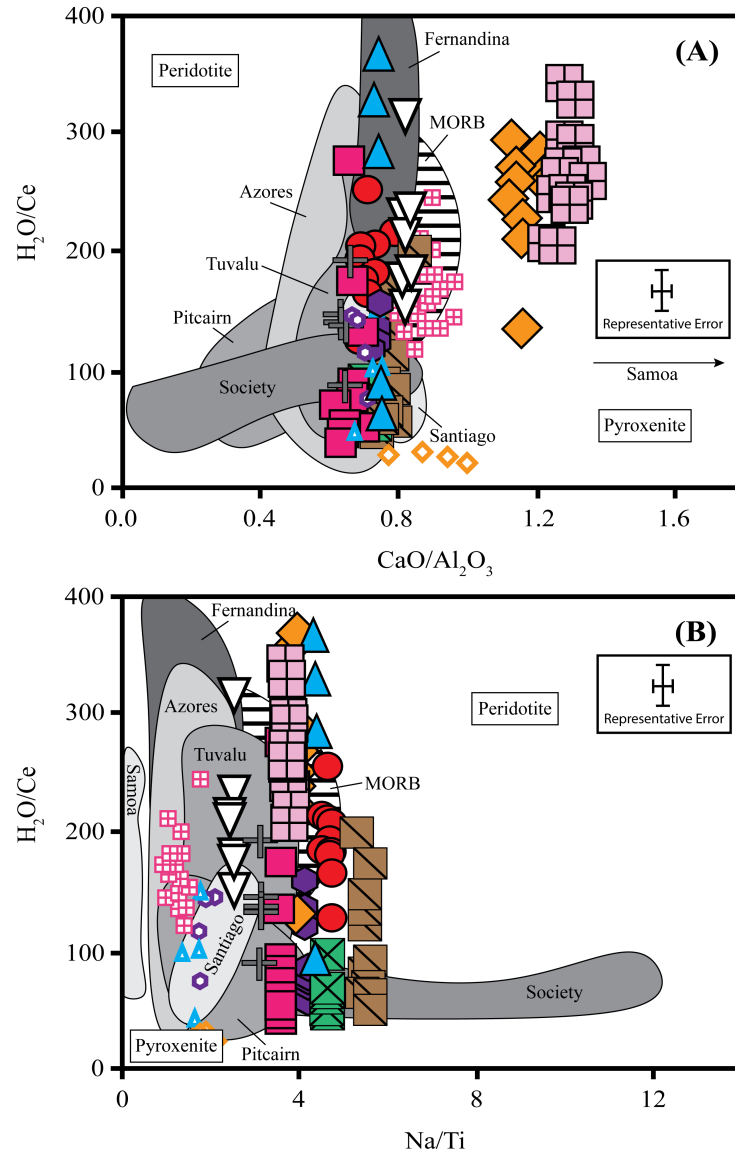 400
Fernandina
(A)
Peridotite
300
MORB
Azores
H2O/Ce
200
Tuvalu
Pitcairn
Representative Error
100
Society
Samoa
Santiago
Pyroxenite
0
0.0
0.4
0.8
1.2
1.6
CaO/Al2O3
400
Fernandina
(B)
Peridotite
Representative Error
300
Azores
Tuvalu
Samoa
MORB
H2O/Ce
200
Santiago
100
Society
Pyroxenite
Pitcairn
0
0
4
8
12
Na/Ti